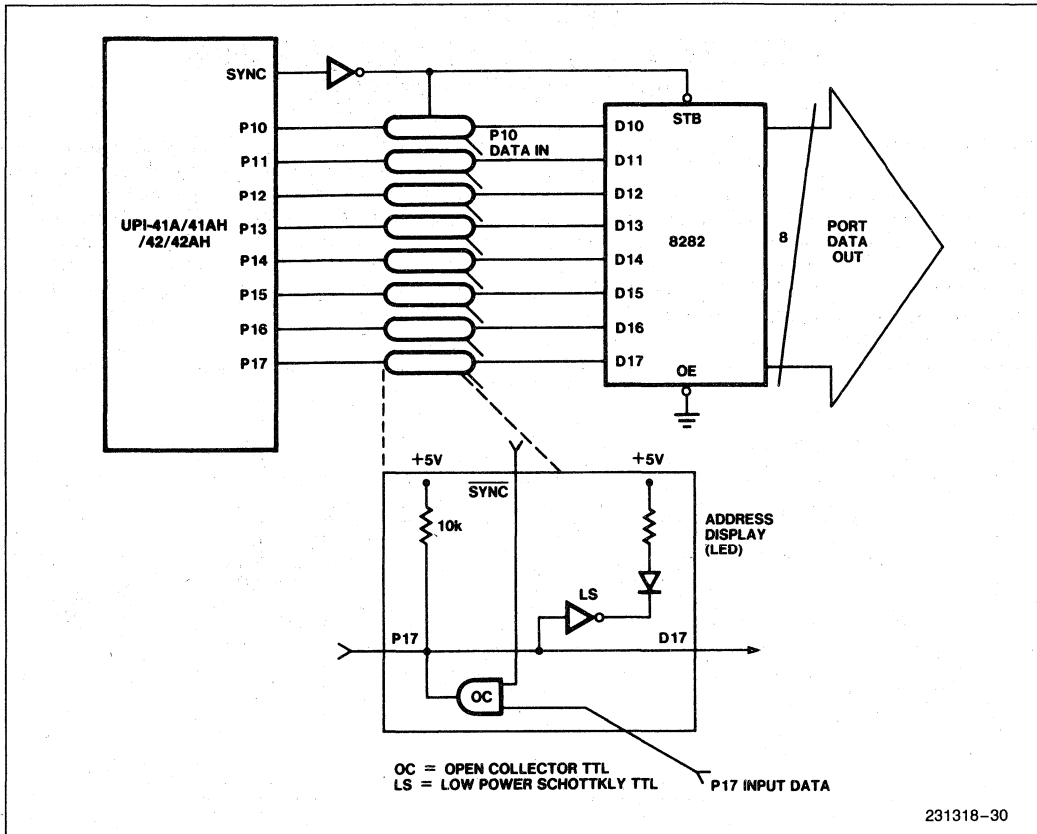 SYNC
P10
P11
P12
P13
P14
P15
P16
P17
UPI-41A/41AH
/42/42AH
P10
DATA IN
STB
D10
D11
D12
D13
D14
D15
D16
D17
8282
OE
8
PORT
DATA
OUT
+5V
10k
SYNC
+5V
ADDRESS
DISPLAY
(LED)
LS
P17
D17
OC
OC = OPEN COLLECTOR TTL
LS = LOW POWER SCHOTTKLY TTL
P17 INPUT DATA
231318-30